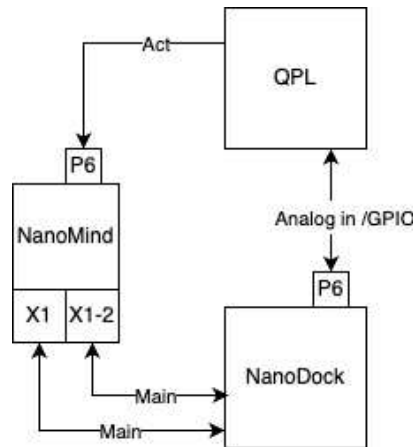 Act
QPL
P6
NanoMind
Analog in /GPIO
P6
X1 X1-2
NanoDock
Main
Main